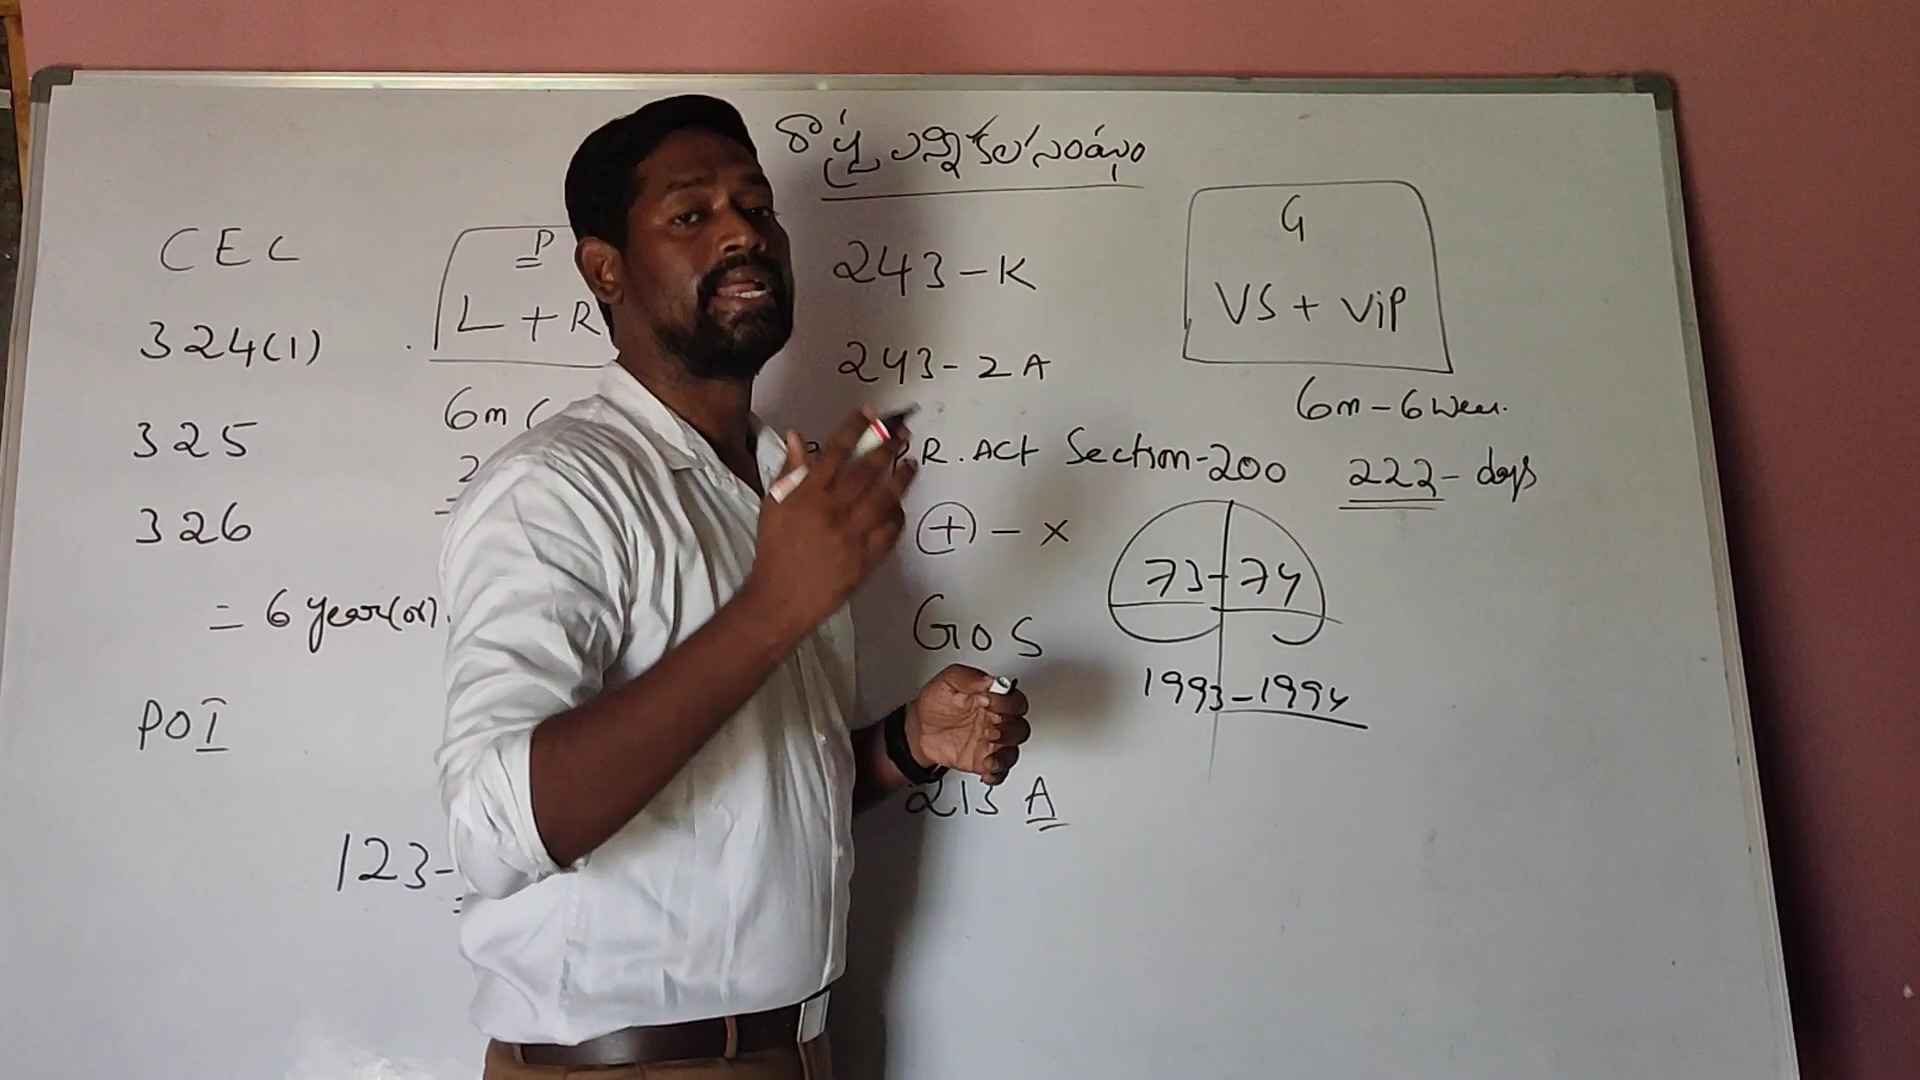 రాష్ట్ర ఎన్నికల సంఘం
CEC
324(1)
325
326
= 6 year(or)
POI
P
L + R
6m (
2
123-
243-K
243-2A
P.R. Act Section-200
+ - ×
GoS
213 A
G
VS + ViP
6m - 6 Wee.
222 - days
73-74
1993-1994